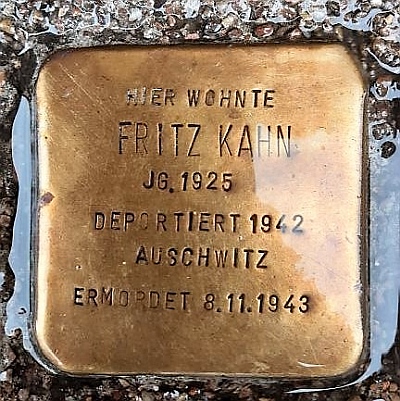 HIER WOHNTE
FRITZ KAHN
JG. 1925
DEPORTIERT 1942
AUSCHWITZ
ERMORDET 8.11.1943